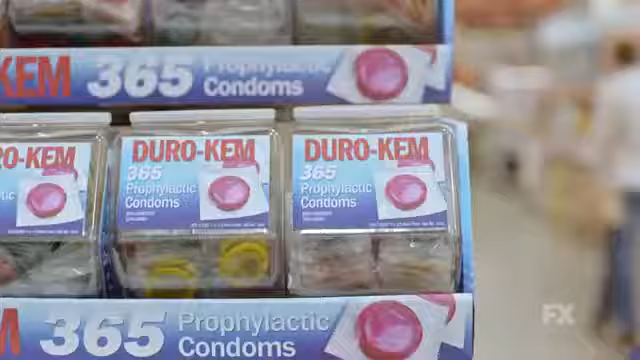 KEM 365 Prophylactic
Condoms
RO-KEM
DURO-KEM
365
Prophylactic
Condoms
DURO-KEM
365
Prophylactic
Condoms
365 Prophylactic
Condoms
FX